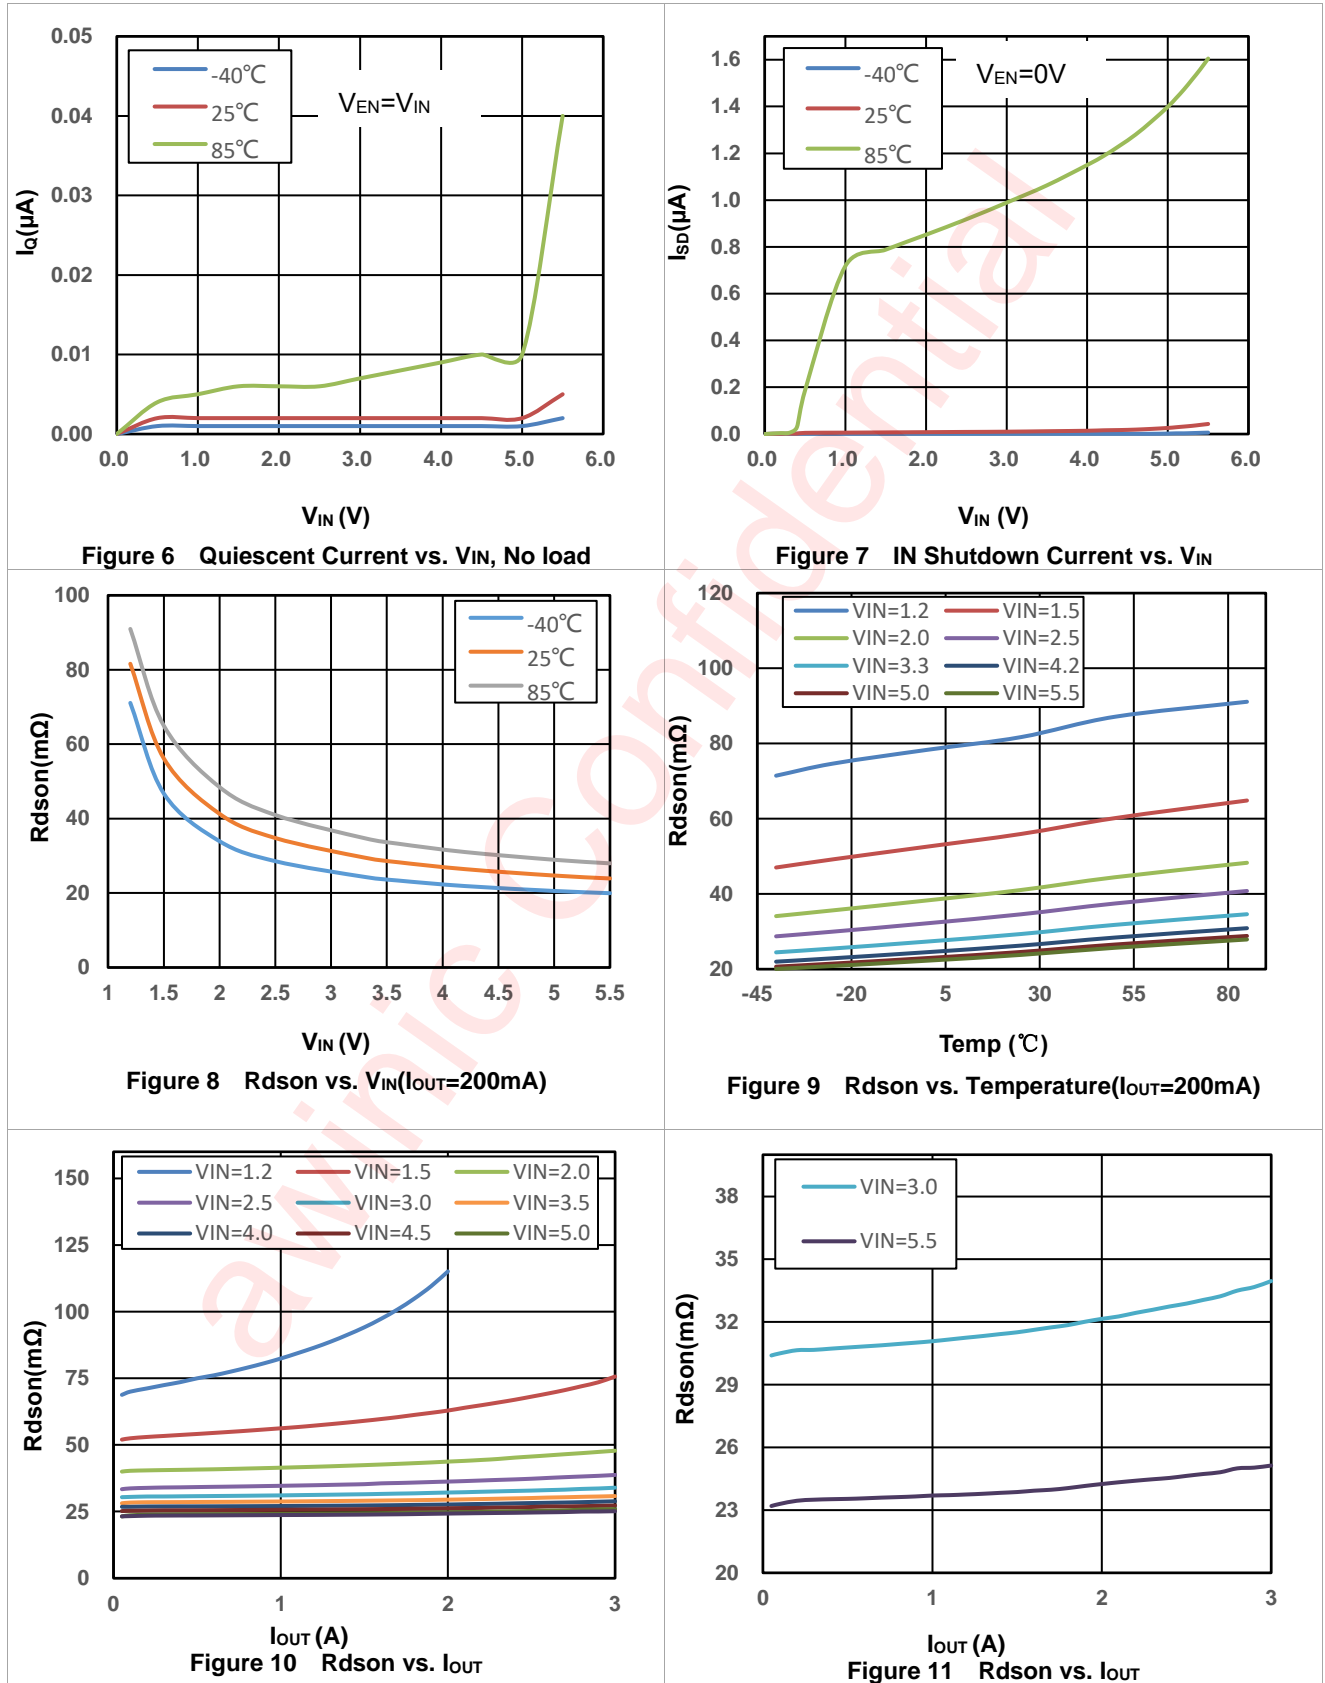 0.05
0.04
0.03
0.02
0.01
0.00
IQ(µA)
-40℃
25℃
85℃
VEN=VIN
0.0 1.0 2.0 3.0 4.0 5.0 6.0
VIN (V)
Figure 6 Quiescent Current vs. VIN, No load
1.6
1.4
1.2
1.0
0.8
0.6
0.4
0.2
0.0
ISD(µA)
-40℃
25℃
85℃
VEN=0V
0.0 1.0 2.0 3.0 4.0 5.0 6.0
VIN (V)
Figure 7 IN Shutdown Current vs. VIN
100
80
60
40
20
0
Rdson(mΩ)
-40℃
25℃
85℃
1 1.5 2 2.5 3 3.5 4 4.5 5 5.5
VIN (V)
Figure 8 Rdson vs. VIN(IOUT=200mA)
120
100
80
60
40
20
Rdson(mΩ)
VIN=1.2 VIN=1.5
VIN=2.0 VIN=2.5
VIN=3.3 VIN=4.2
VIN=5.0 VIN=5.5
-45 -20 5 30 55 80
Temp (℃)
Figure 9 Rdson vs. Temperature(IOUT=200mA)
150
125
100
75
50
25
0
Rdson(mΩ)
VIN=1.2 VIN=1.5 VIN=2.0
VIN=2.5 VIN=3.0 VIN=3.5
VIN=4.0 VIN=4.5 VIN=5.0
0 1 2 3
IOUT (A)
Figure 10 Rdson vs. IOUT
38
35
32
29
26
23
20
Rdson(mΩ)
VIN=3.0
VIN=5.5
0 1 2 3
IOUT (A)
Figure 11 Rdson vs. IOUT
awinic Confidential